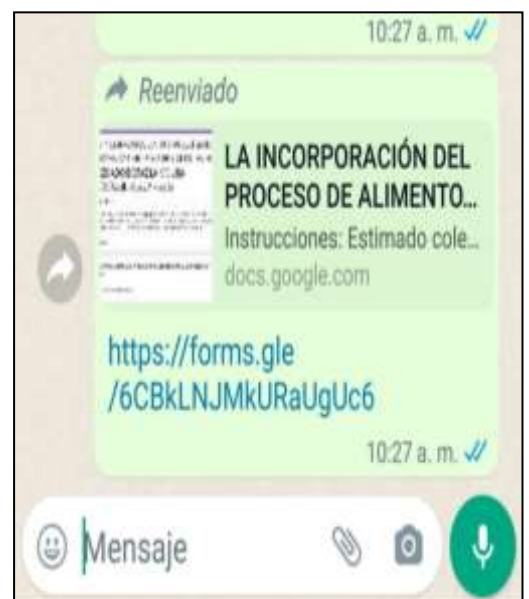 10:27 a. m.
Reenviado
LA INCORPORACIÓN DEL
PROCESO DE ALIMENTO...
Instrucciones: Estimado cole...
docs.google.com
https://forms.gle
/6CBkLNJMkURaUgUc6
10:27 a. m.
Mensaje